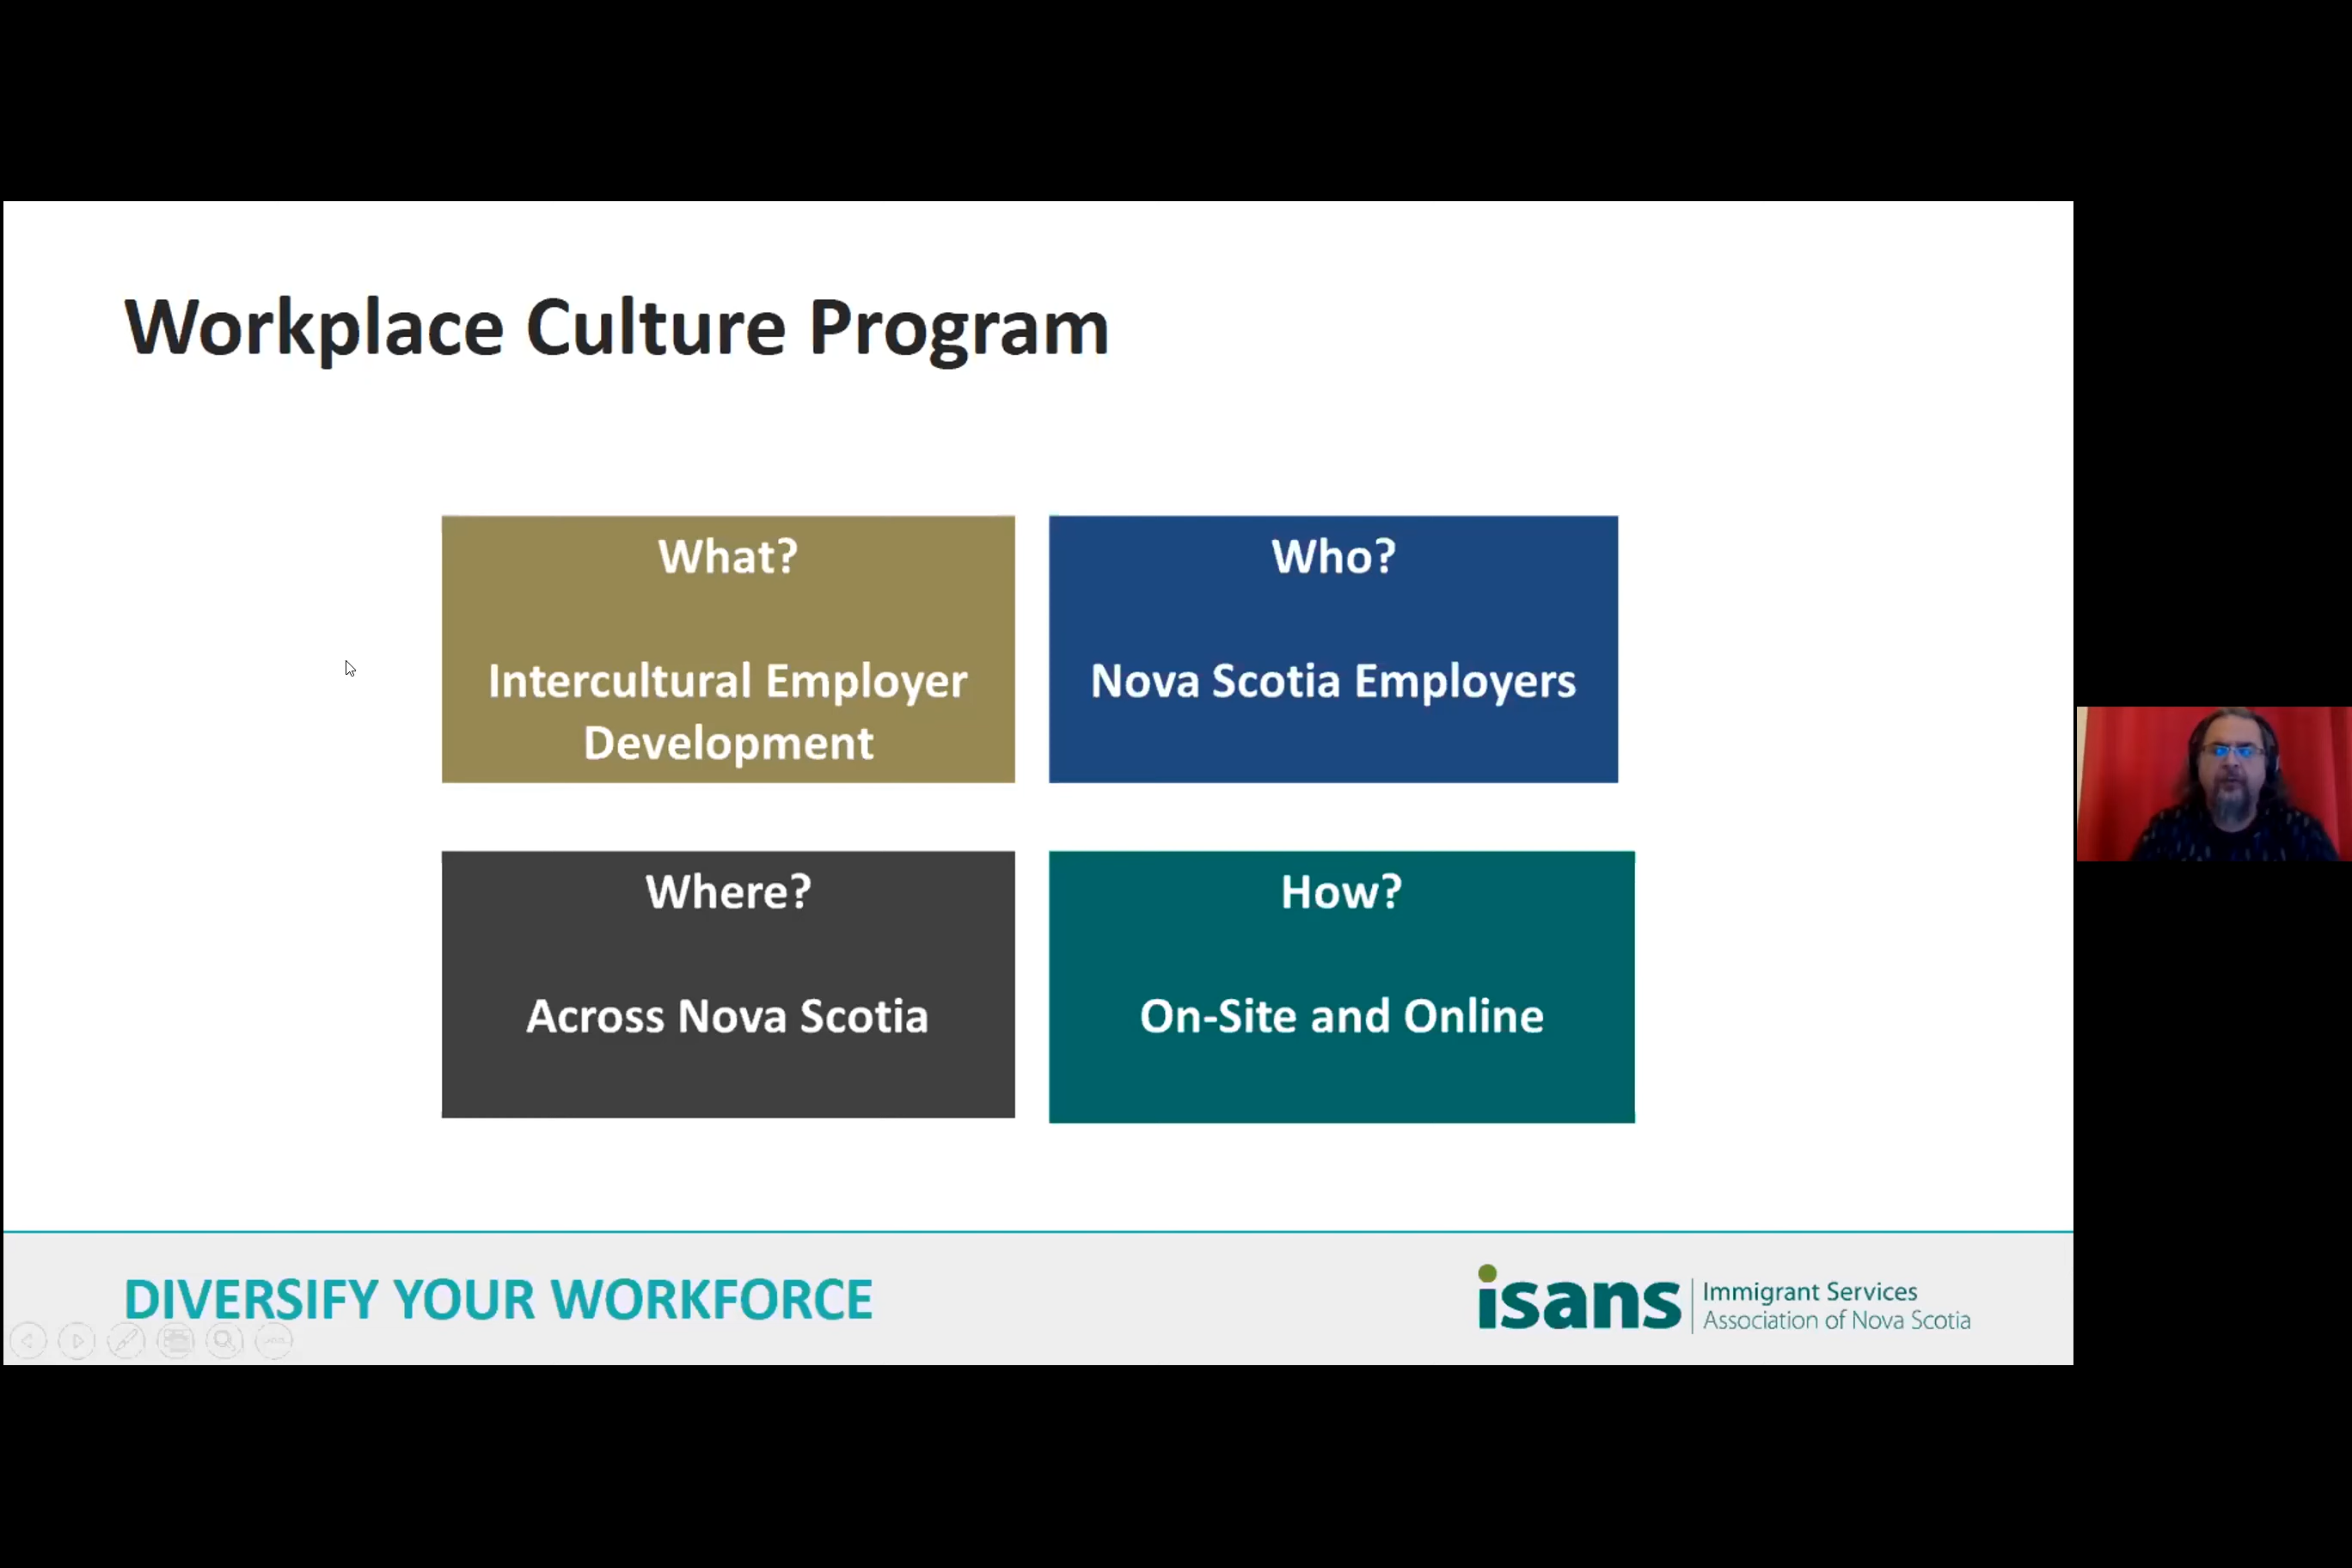 Workplace Culture Program
What?
Intercultural Employer
Development
Who?
Nova Scotia Employers
Where?
Across Nova Scotia
How?
On-Site and Online
DIVERSIFY YOUR WORKFORCE
isans
Immigrant Services
Association of Nova Scotia